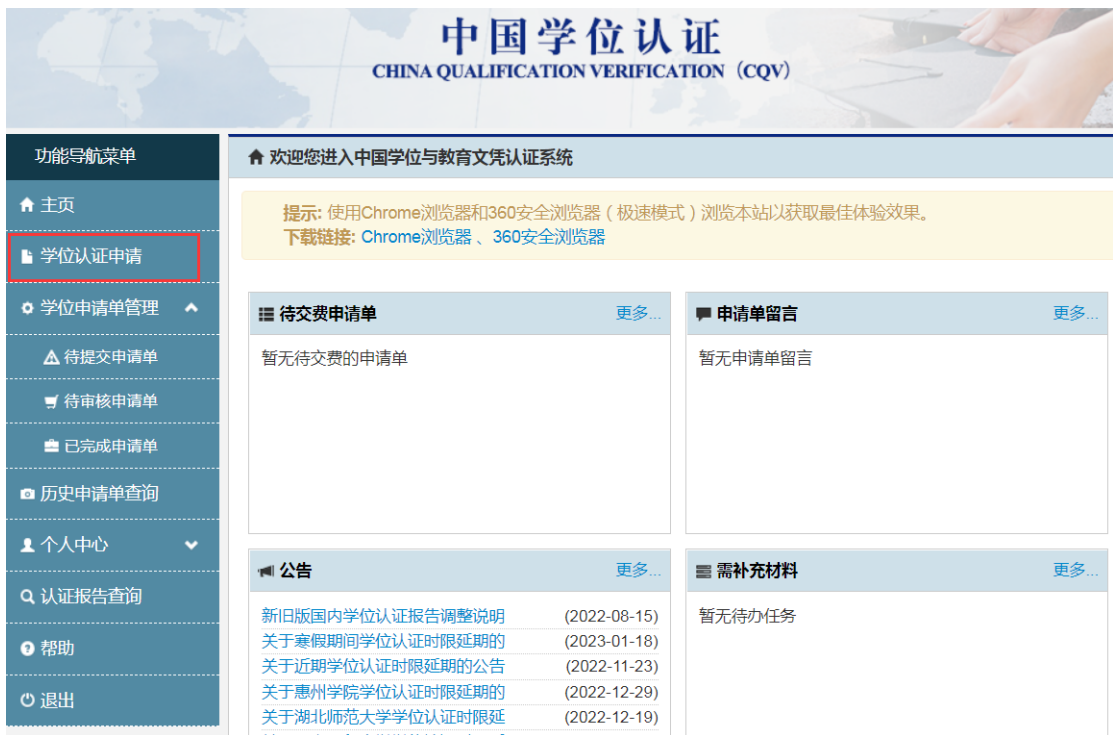 中国学位认证
CHINA QUALIFICATION VERIFICATION（CQV）
功能导航菜单
主页
学位认证申请
学位申请单管理
待提交申请单
待审核申请单
已完成申请单
历史申请单查询
个人中心
认证报告查询
帮助
退出
欢迎您进入中国学位与教育文凭认证系统
提示: 使用Chrome浏览器和360安全浏览器（极速模式）浏览本站以获取最佳体验效果。
下载链接: Chrome浏览器 、360安全浏览器
待交费申请单 更多...
暂无待交费的申请单
申请单留言 更多...
暂无申请单留言
公告 更多...
新旧版国内学位认证报告调整说明 (2022-08-15)
关于寒假期间学位认证时限延期的 (2023-01-18)
关于近期学位认证时限延期的公告 (2022-11-23)
关于惠州学院学位认证时限延期的 (2022-12-29)
关于湖北师范大学学位认证时限延 (2022-12-19)
需补充材料 更多...
暂无待办任务